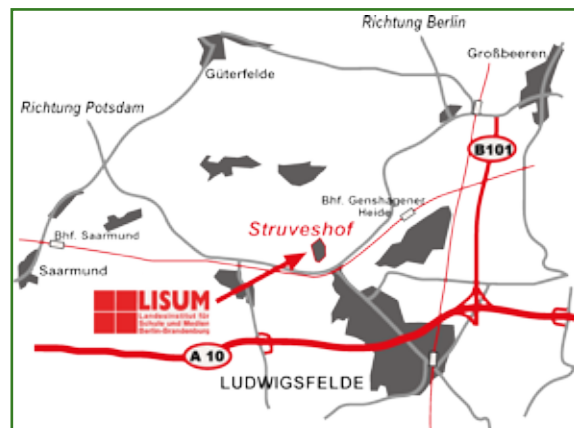 Richtung Berlin
Großbeeren
Güterfelde
Richtung Potsdam
B101
Bhf. Genshagener
Heide
Struveshof
Bhf. Saarmund
Saarmund
LISUM
Landesinstitut für
Schule und Medien
Berlin-Brandenburg
A 10
LUDWIGSFELDE